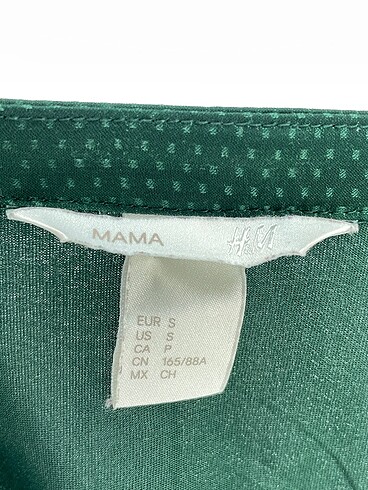 MAMA H&M
EUR S
US S
CA P
CN 165/88A
MX CH